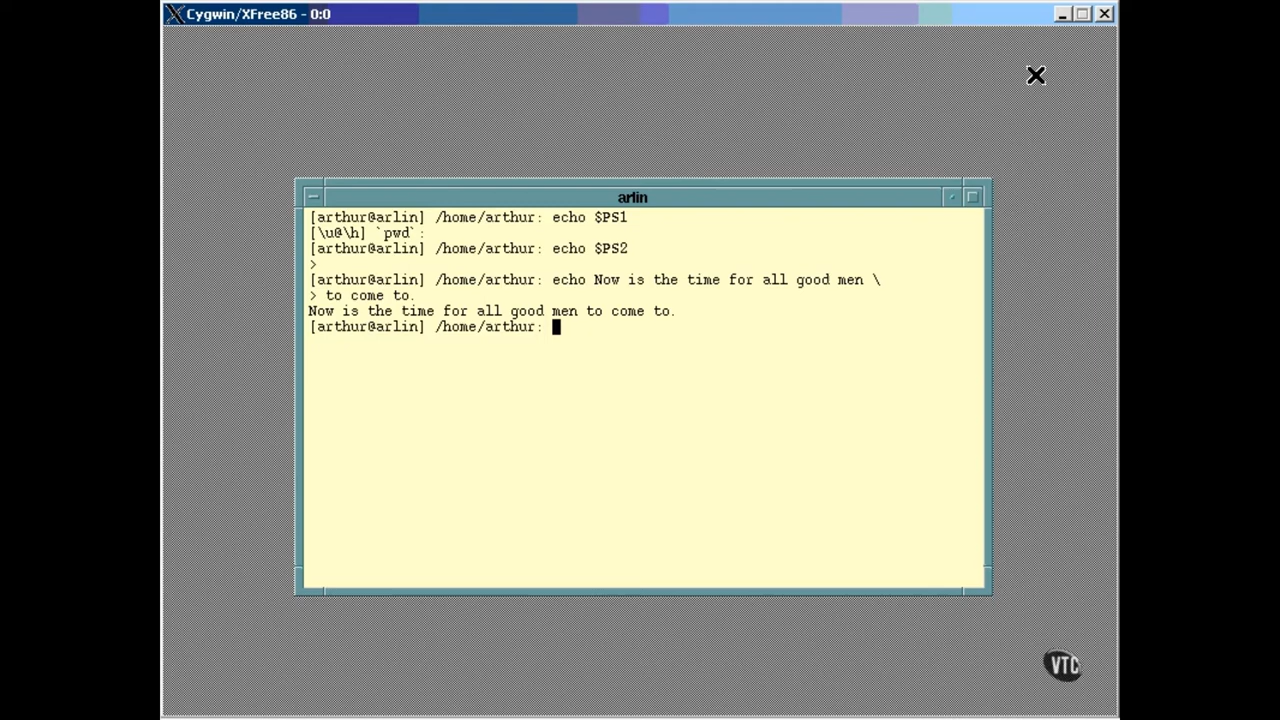 Cygwin/XFree86 - 0:0
arlin
[arthur@arlin] /home/arthur: echo $PS1
[\u@\h] `pwd`:
[arthur@arlin] /home/arthur: echo $PS2
>
[arthur@arlin] /home/arthur: echo Now is the time for all good men \
> to come to.
Now is the time for all good men to come to.
[arthur@arlin] /home/arthur:
VTC